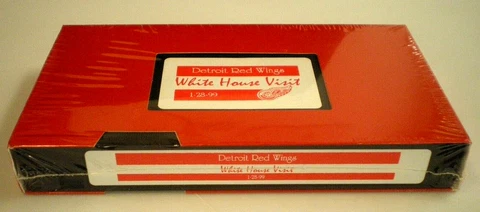 Detroit Red Wings
White House Visit
1-28-99
Detroit Red Wings
White House Visit
1-28-99